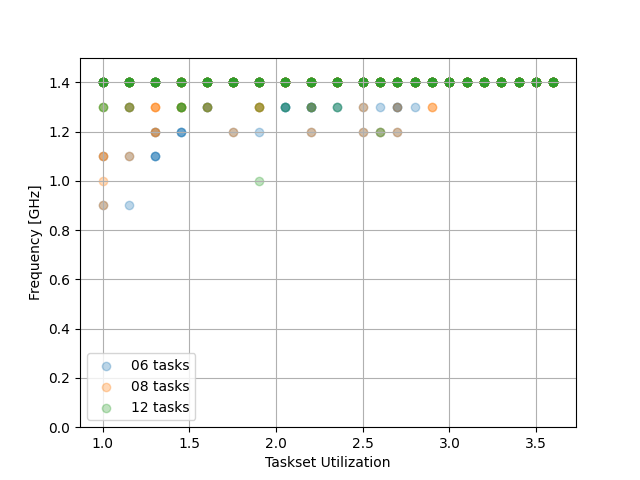 1.4
1.2
1.0
0.8
0.6
0.4
0.2
0.0
Frequency [GHz]
06 tasks
08 tasks
12 tasks
1.0 1.5 2.0 2.5 3.0 3.5
Taskset Utilization